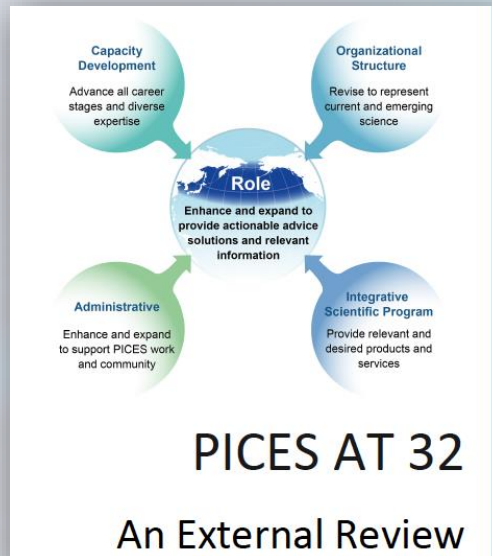 Capacity
Development
Advance all career
stages and diverse
expertise
Organizational
Structure
Revise to represent
current and emerging
science
Role
Enhance and expand to
provide actionable advice
solutions and relevant
information
Administrative
Enhance and expand
to support PICES work
and community
Integrative
Scientific Program
Provide relevant and
desired products and
services
PICES AT 32
An External Review